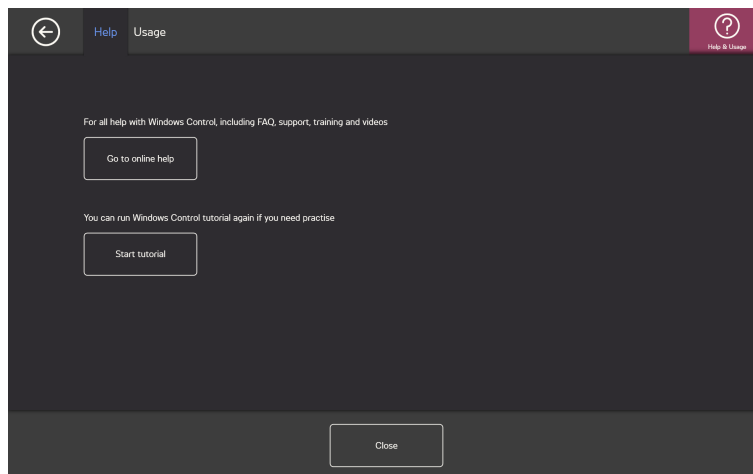 Help
Usage
Help & Usage
For all help with Windows Control, including FAQ, support, training and videos
Go to online help
You can run Windows Control tutorial again if you need practise
Start tutorial
Close